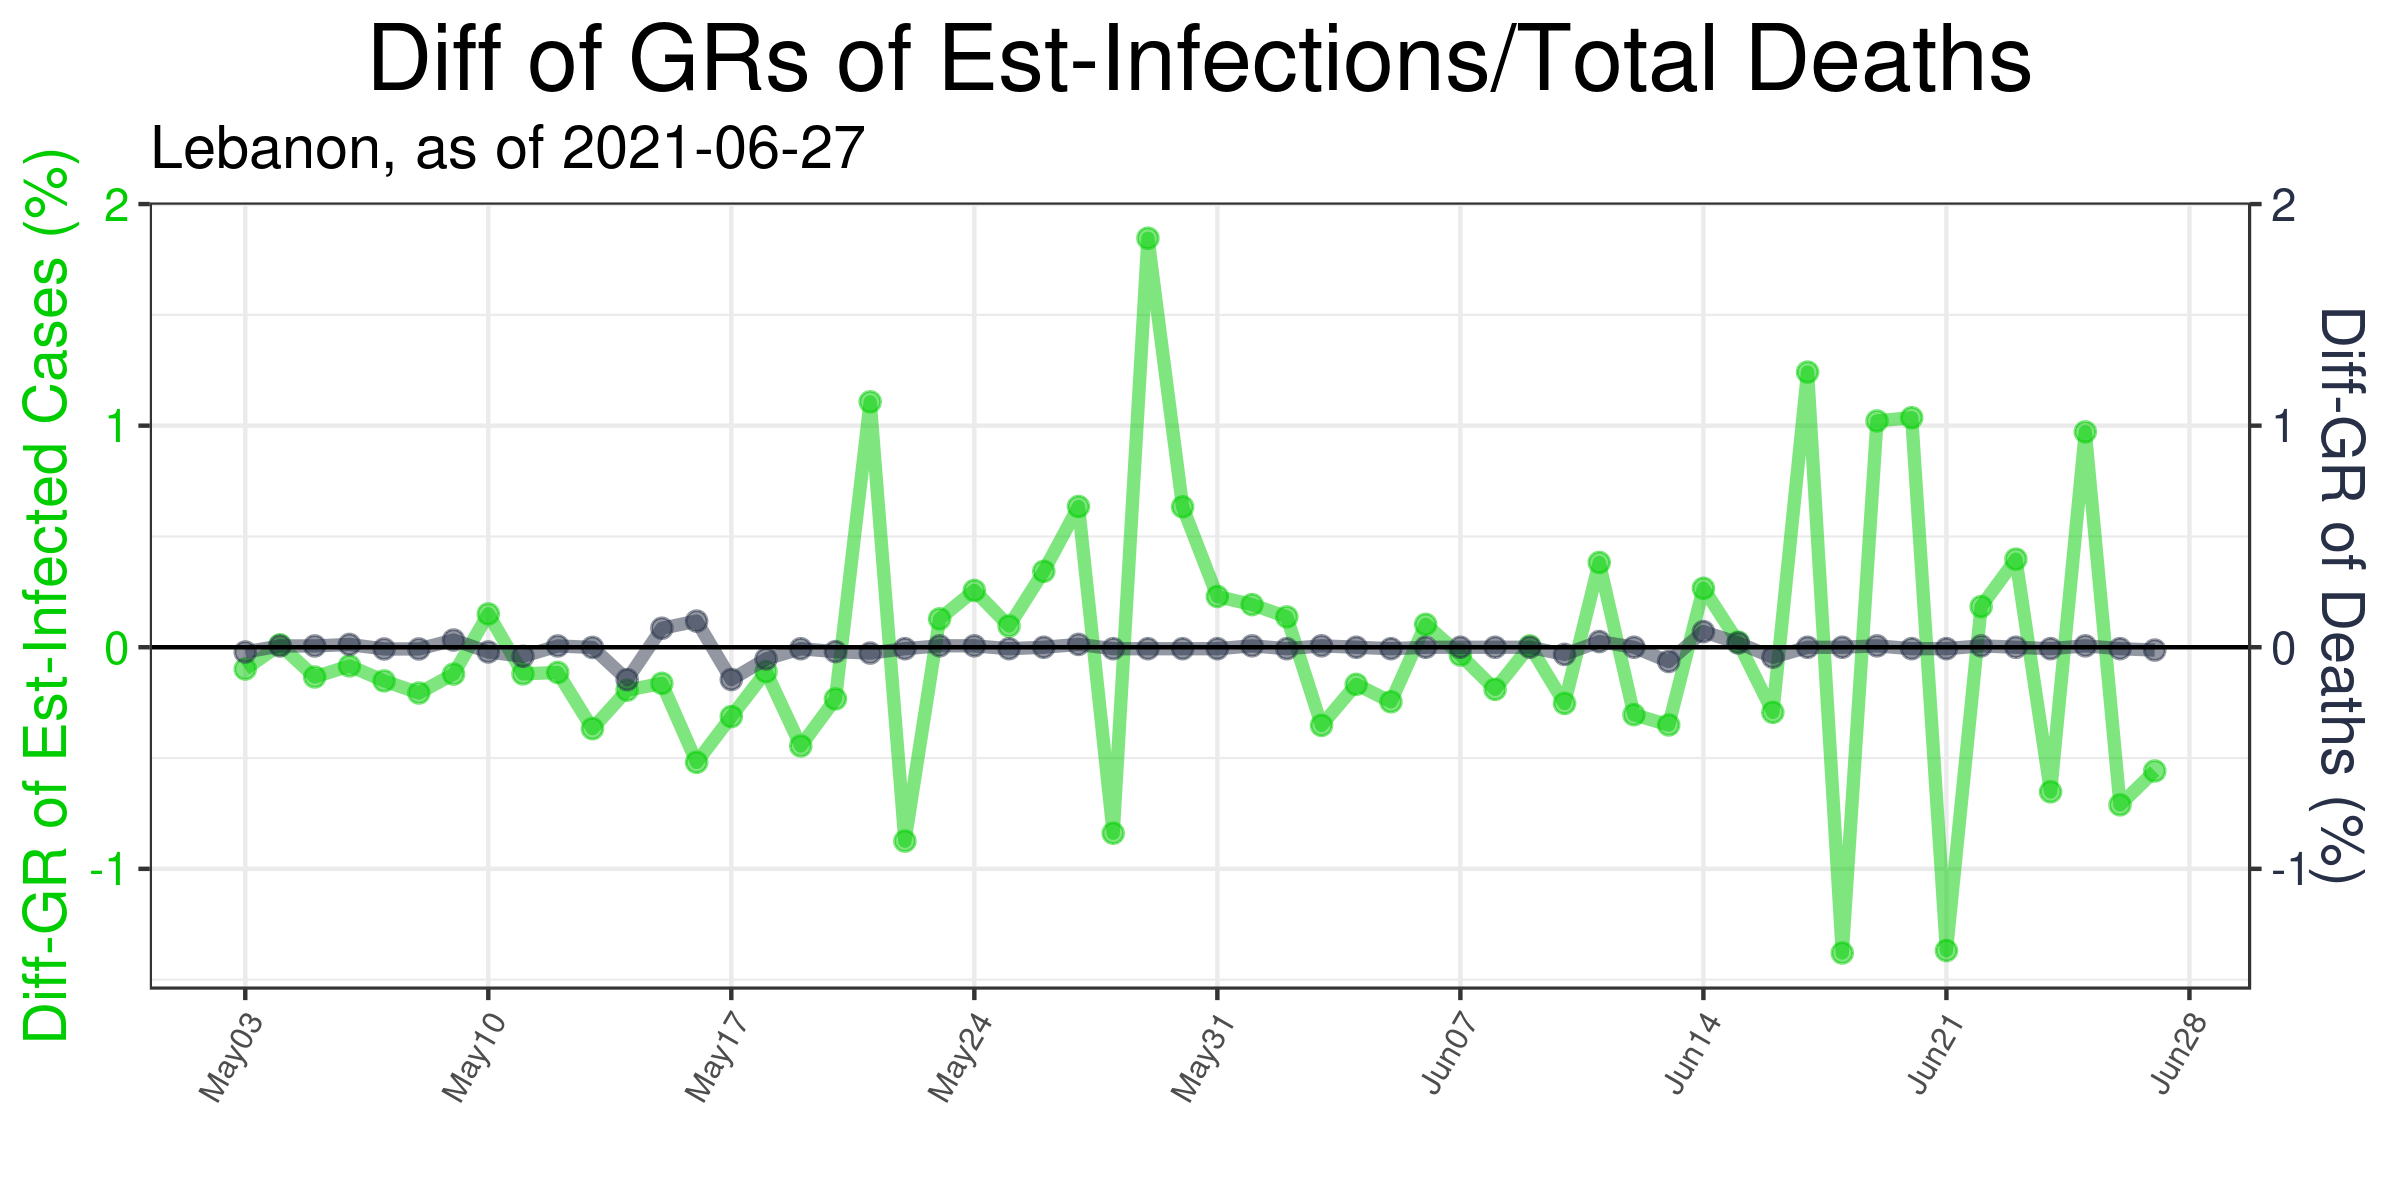 Diff of GRs of Est-Infections/Total Deaths
Lebanon, as of 2021-06-27
Diff-GR of Est-Infected Cases (%)
2
1
0
-1
2
1
0
-1
Diff-GR of Deaths (%)
May03
May10
May17
May24
May31
Jun07
Jun14
Jun21
Jun28